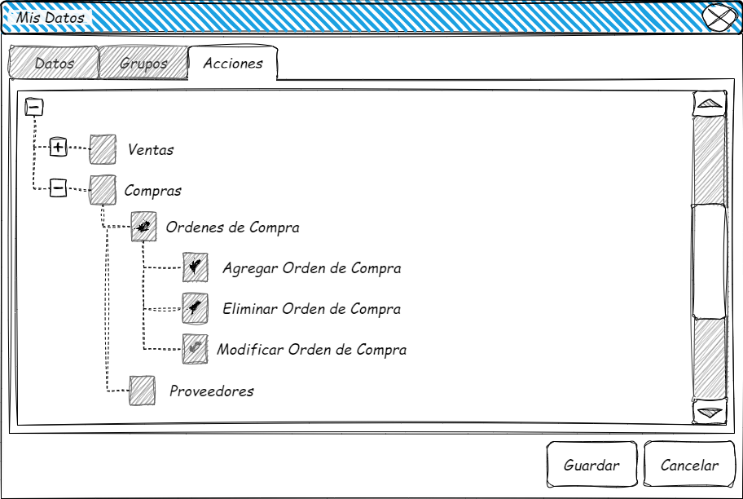 Mis Datos
Datos
Grupos
Acciones
Ventas
Compras
Ordenes de Compra
Agregar Orden de Compra
Eliminar Orden de Compra
Modificar Orden de Compra
Proveedores
Guardar
Cancelar